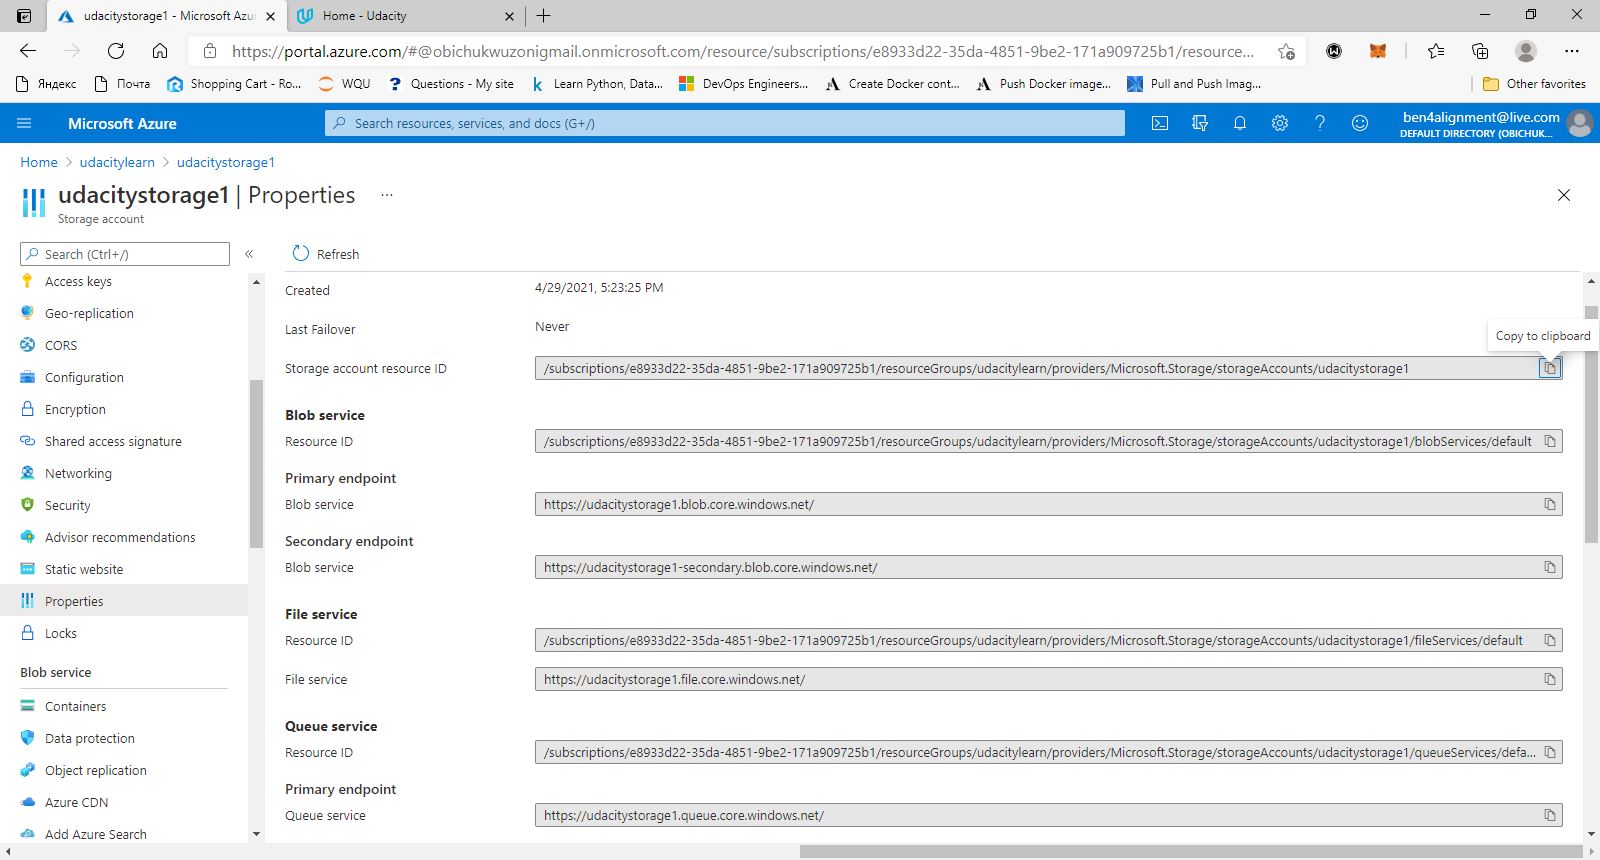 udacitystorage1 - Microsoft Azur
Home - Udacity
https://portal.azure.com/#@obichukwuzonigmail.onmicrosoft.com/resource/subscriptions/e8933d22-35da-4851-9be2-171a909725b1/resource...
Яндекс
Почта
Shopping Cart - Ro...
WQU
Questions - My site
Learn Python, Data...
DevOps Engineers...
Create Docker cont...
Push Docker image...
Pull and Push Imag...
Other favorites
Microsoft Azure
Search resources, services, and docs (G+/)
ben4alignment@live.com
DEFAULT DIRECTORY (OBICHUK...
Home > udacitylearn > udacitystorage1
udacitystorage1 | Properties ...
Storage account
Search (Ctrl+/)
«
Refresh
Access keys
Geo-replication
CORS
Configuration
Encryption
Shared access signature
Networking
Security
Advisor recommendations
Static website
Properties
Locks
Blob service
Containers
Data protection
Object replication
Azure CDN
Add Azure Search
Created
4/29/2021, 5:23:25 PM
Last Failover
Never
Copy to clipboard
Storage account resource ID
/subscriptions/e8933d22-35da-4851-9be2-171a909725b1/resourceGroups/udacitylearn/providers/Microsoft.Storage/storageAccounts/udacitystorage1
Blob service
Resource ID
/subscriptions/e8933d22-35da-4851-9be2-171a909725b1/resourceGroups/udacitylearn/providers/Microsoft.Storage/storageAccounts/udacitystorage1/blobServices/default
Primary endpoint
Blob service
https://udacitystorage1.blob.core.windows.net/
Secondary endpoint
Blob service
https://udacitystorage1-secondary.blob.core.windows.net/
File service
Resource ID
/subscriptions/e8933d22-35da-4851-9be2-171a909725b1/resourceGroups/udacitylearn/providers/Microsoft.Storage/storageAccounts/udacitystorage1/fileServices/default
File service
https://udacitystorage1.file.core.windows.net/
Queue service
Resource ID
/subscriptions/e8933d22-35da-4851-9be2-171a909725b1/resourceGroups/udacitylearn/providers/Microsoft.Storage/storageAccounts/udacitystorage1/queueServices/defa...
Primary endpoint
Queue service
https://udacitystorage1.queue.core.windows.net/